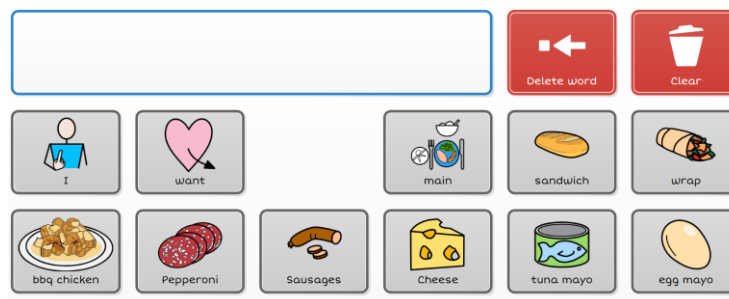 Delete word
Clear
I
want
main
sandwich
wrap
bbq chicken
Pepperoni
Sausages
Cheese
tuna mayo
egg mayo